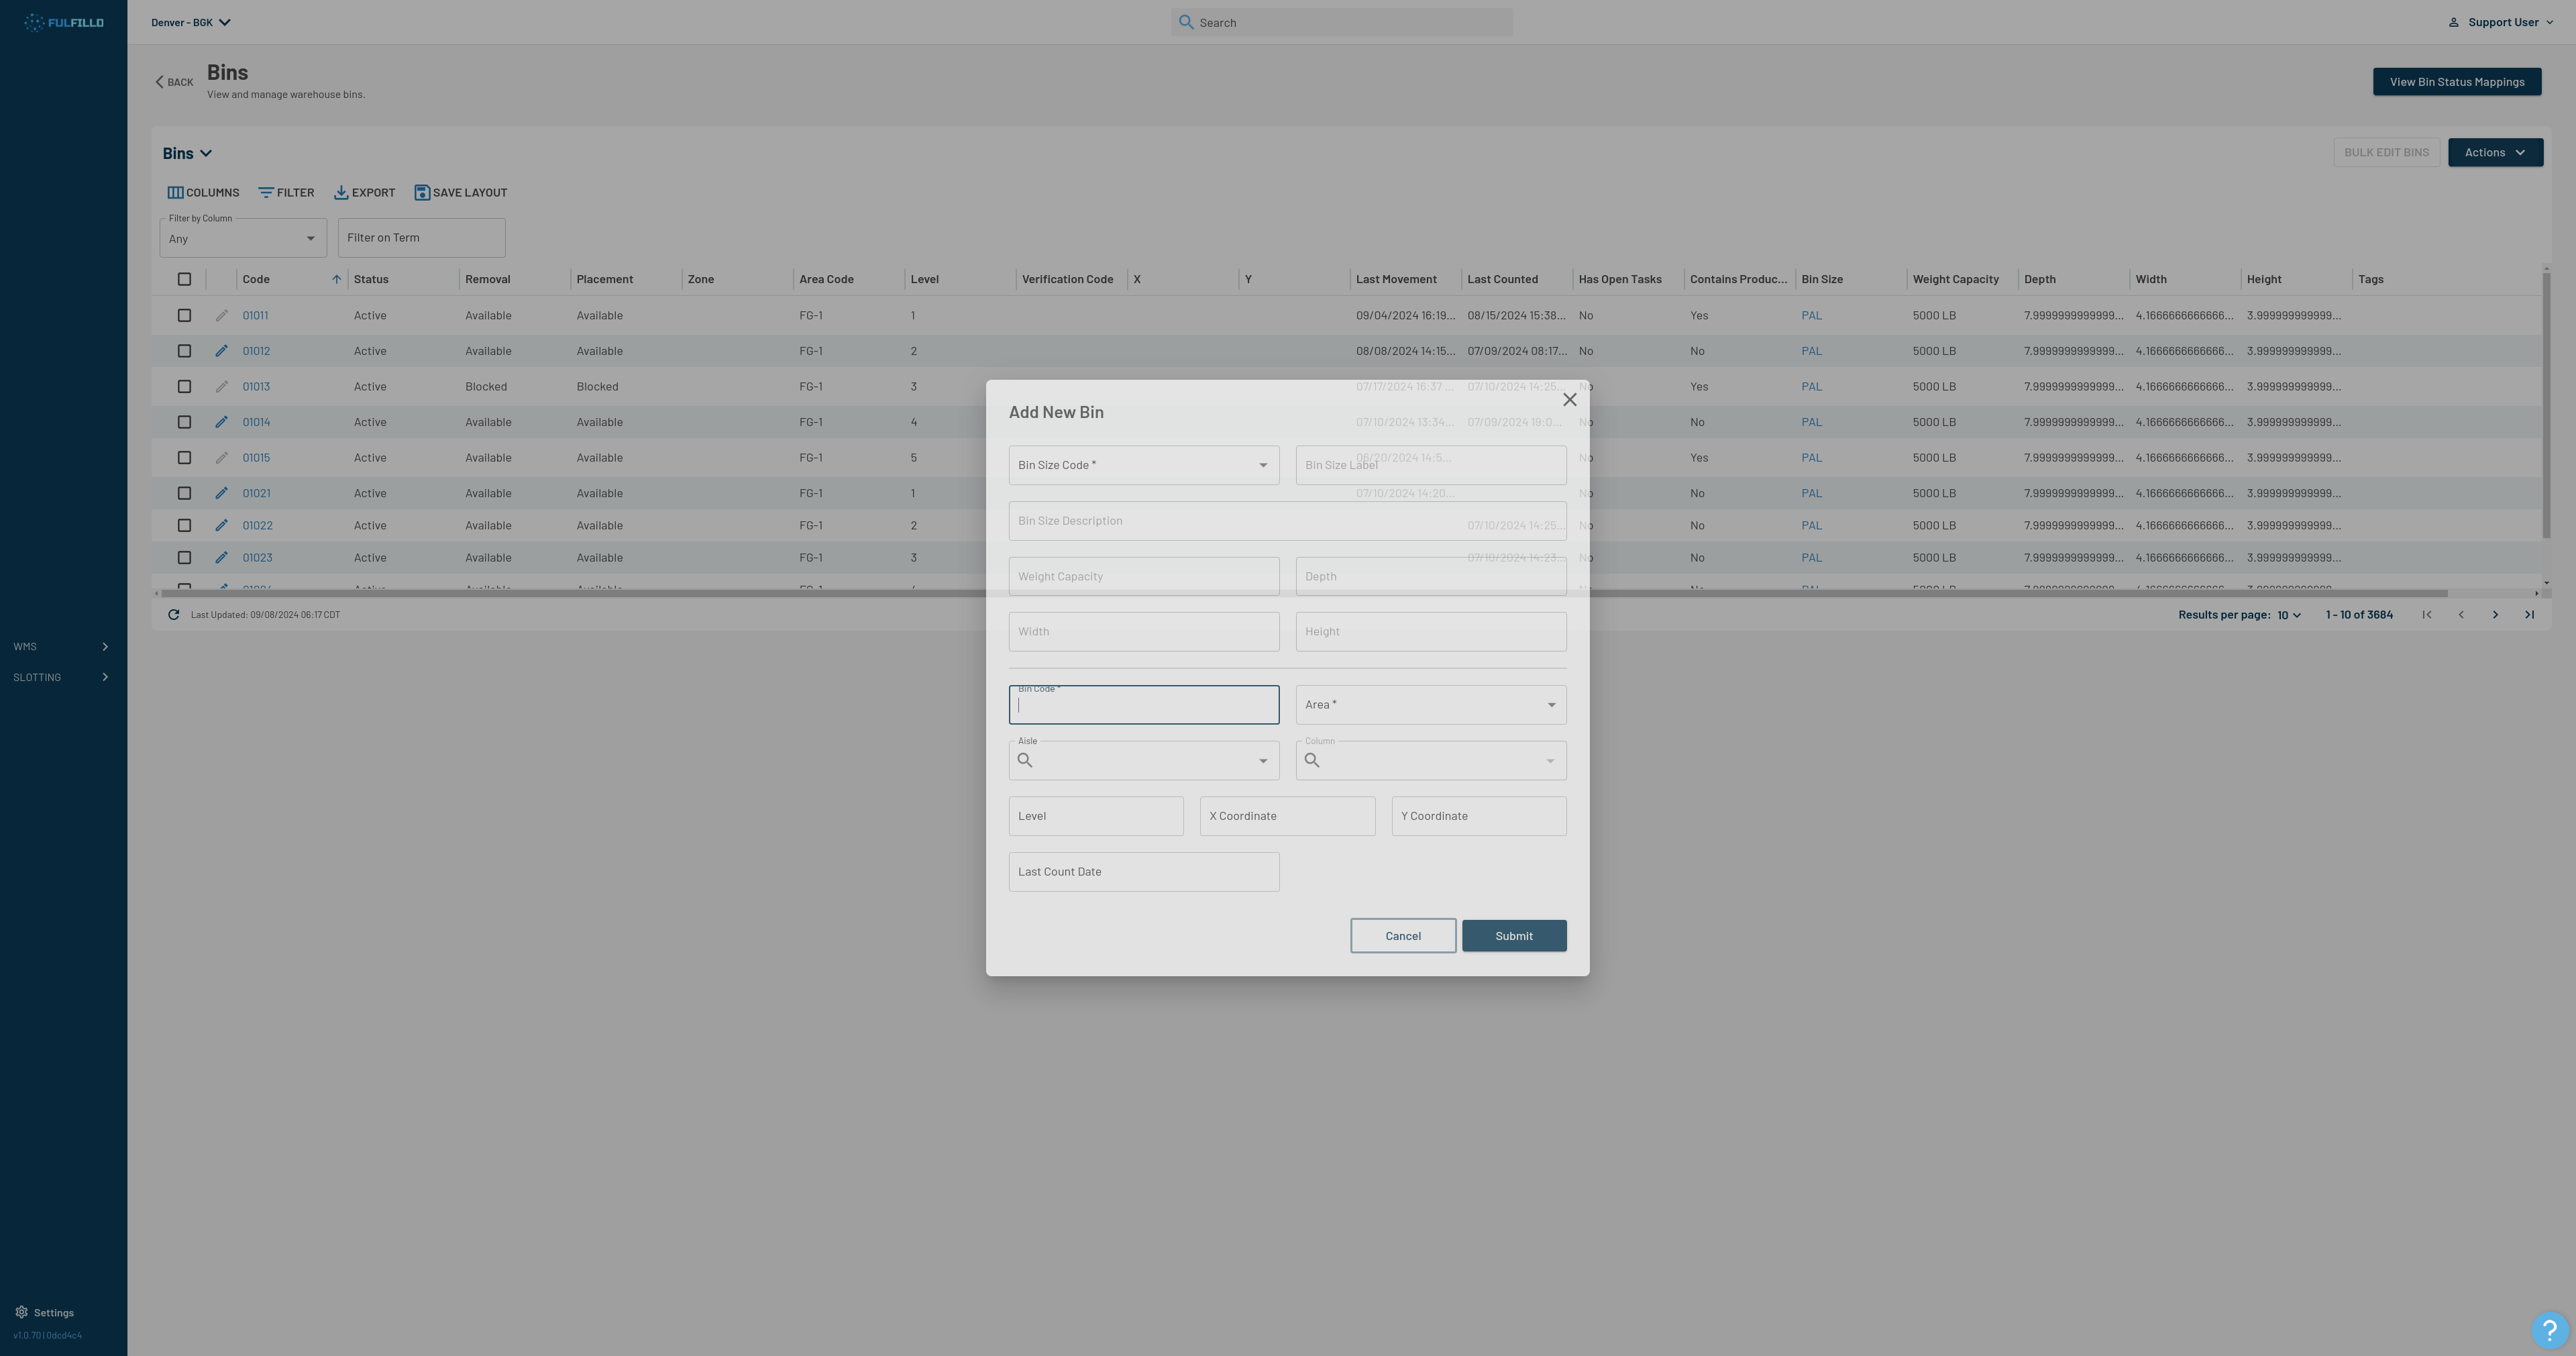 FULFILLD
Denver - BGK
Search
Support User
BACK
Bins
View and manage warehouse bins.
View Bin Status Mappings
Bins
BULK EDIT BINS
Actions
COLUMNS FILTER EXPORT SAVE LAYOUT
Filter by Column
Any
Filter on Term
Code Status Removal Placement Zone Area Code Level Verification Code X Y Last Movement Last Counted Has Open Tasks Contains Produc... Bin Size Weight Capacity Depth Width Height Tags
01011 Active Available Available FG-1 1 09/04/2024 16:19... 08/15/2024 15:38... No Yes PAL 5000 LB 7.9999999999999... 4.1666666666666... 3.999999999999...
01012 Active Available Available FG-1 2 08/08/2024 14:15... 07/09/2024 08:17... No No PAL 5000 LB 7.9999999999999... 4.1666666666666... 3.999999999999...
01013 Active Blocked Blocked FG-1 3 07/17/2024 16:37 ... 07/10/2024 14:25... No Yes PAL 5000 LB 7.9999999999999... 4.1666666666666... 3.999999999999...
01014 Active Available Available FG-1 4 07/10/2024 13:34... 07/09/2024 19:0... No No PAL 5000 LB 7.9999999999999... 4.1666666666666... 3.999999999999...
01015 Active Available Available FG-1 5 06/20/2024 14:5... No Yes PAL 5000 LB 7.9999999999999... 4.1666666666666... 3.999999999999...
01021 Active Available Available FG-1 1 07/10/2024 14:20... No No PAL 5000 LB 7.9999999999999... 4.1666666666666... 3.999999999999...
01022 Active Available Available FG-1 2 07/10/2024 14:25... No No PAL 5000 LB 7.9999999999999... 4.1666666666666... 3.999999999999...
01023 Active Available Available FG-1 3 07/10/2024 14:23... No No PAL 5000 LB 7.9999999999999... 4.1666666666666... 3.999999999999...
Last Updated: 09/08/2024 06:17 CDT
Results per page: 10 1 - 10 of 3684
Add New Bin
Bin Size Code *
Bin Size Label
Bin Size Description
Weight Capacity
Depth
Width
Height
Bin Code *
Area *
Aisle
Column
Level
X Coordinate
Y Coordinate
Last Count Date
Cancel
Submit
WMS
SLOTTING
Settings
v1.0.70 | 0dcd4c4
?